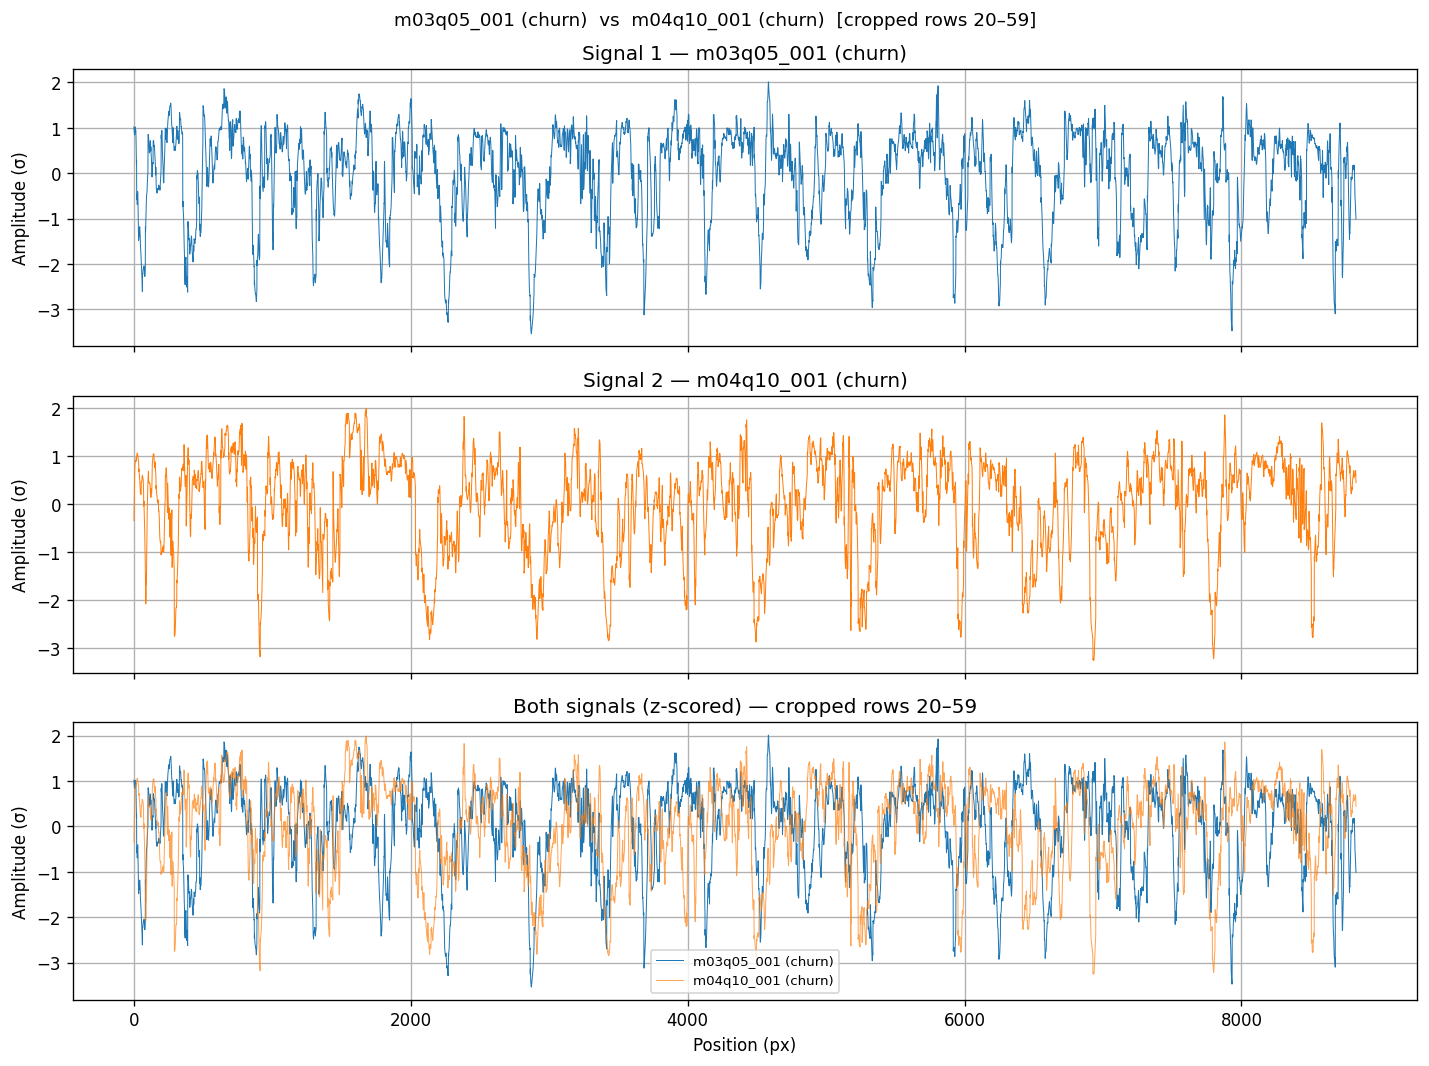 m03q05_001 (churn)  vs  m04q10_001 (churn)  [cropped rows 20–59]
Signal 1 — m03q05_001 (churn)
Amplitude (σ)
2
1
0
−1
−2
−3
Signal 2 — m04q10_001 (churn)
Amplitude (σ)
2
1
0
−1
−2
−3
Both signals (z-scored) — cropped rows 20–59
Amplitude (σ)
2
1
0
−1
−2
−3
m03q05_001 (churn)
m04q10_001 (churn)
0 2000 4000 6000 8000
Position (px)